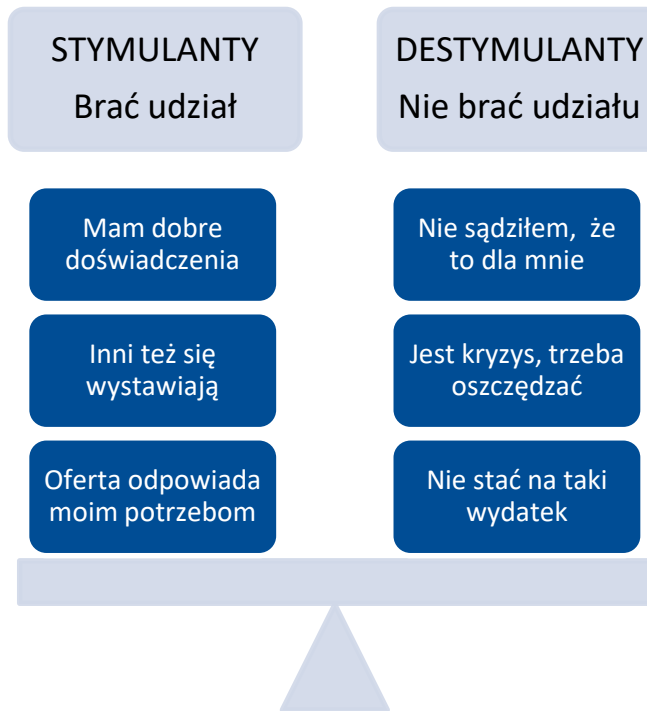 STYMULANTY
Brać udział
DESTYMULANTY
Nie brać udziału
Mam dobre
doświadczenia
Nie sądziłem, że
to dla mnie
Inni też się
wystawiają
Jest kryzys, trzeba
oszczędzać
Oferta odpowiada
moim potrzebom
Nie stać na taki
wydatek